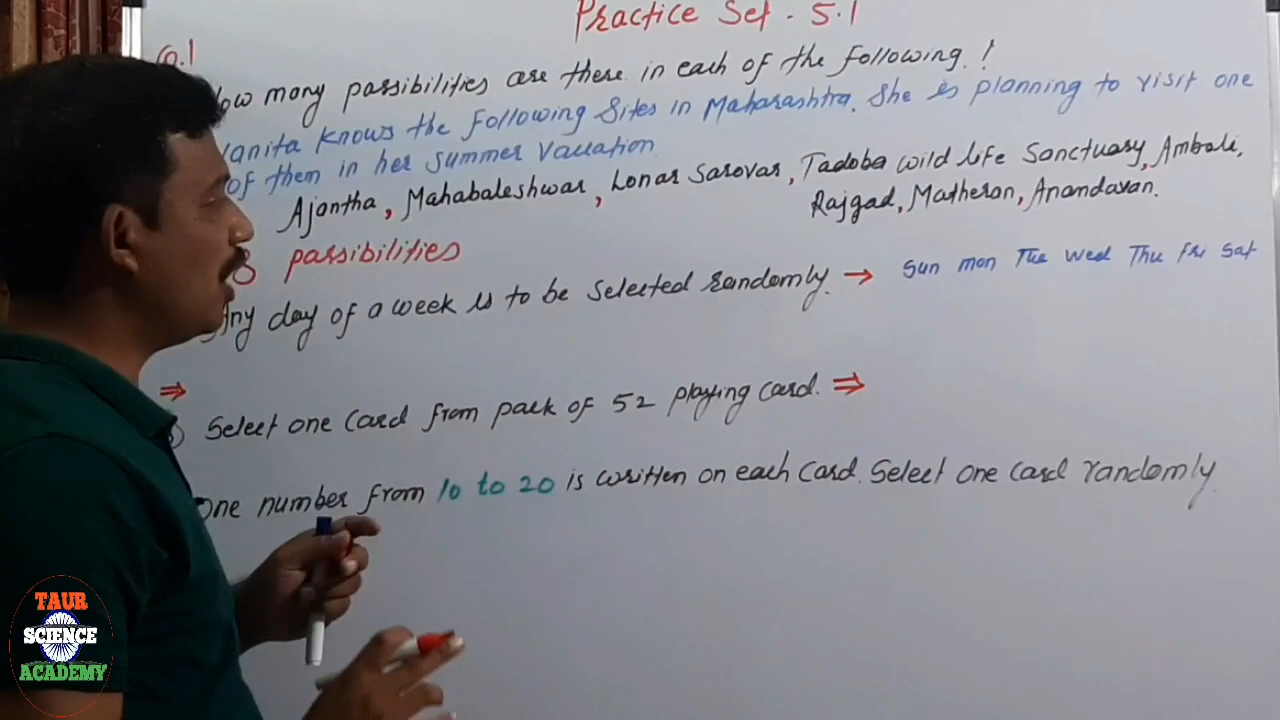 Practice Set - 5.1
Q.1
How many passibilities are there in each of the following !
Vanita knows the following Sites in Maharashtra. She is planning to visit one
of them in her summer Vacation
Ajantha, Mahabaleshwar, Lonar Sarovar, Tadoba wild life Sanctuary, Ambali,
Rajgad, Matheran, Anandavan.
8 passibilities
Any day of a week is to be selected randomly. → Sun mon Tue wed Thu Fri Sat
⇒
Select one card from pack of 52 playing card. ⇒
One number from 10 to 20 is written on each card. Select one card randomly.
TAUR
SCIENCE
ACADEMY